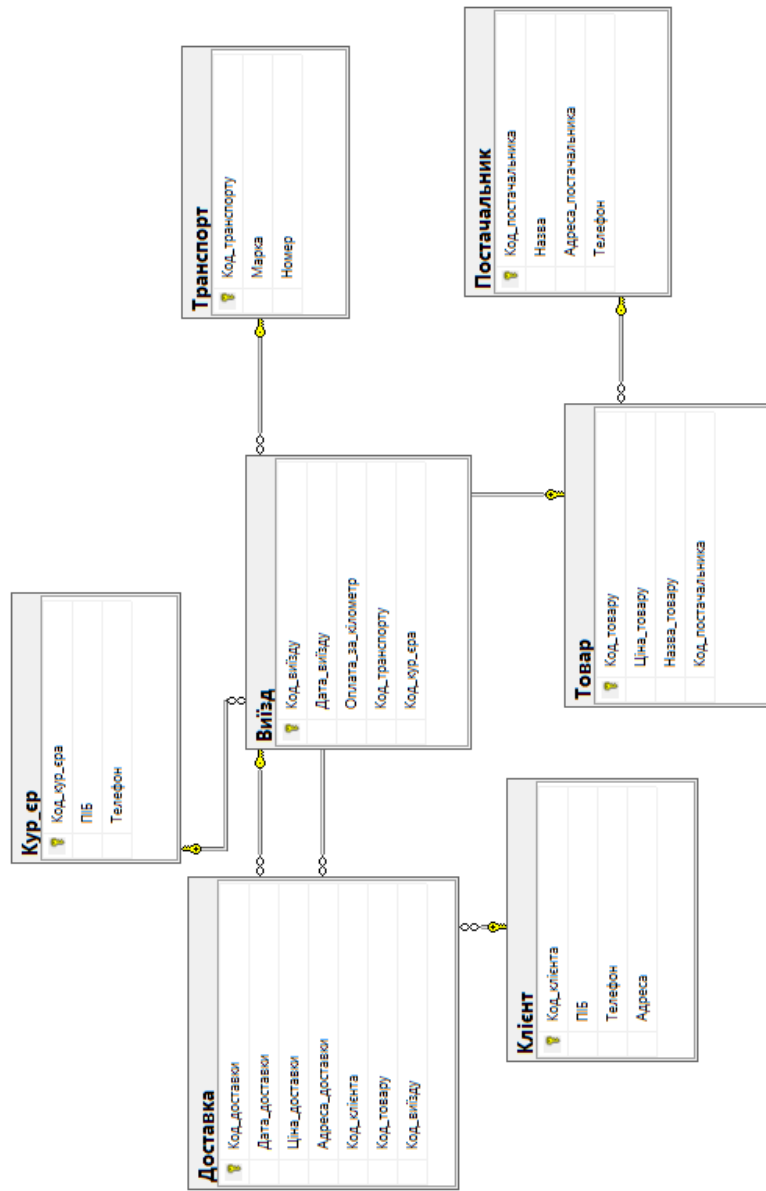 Кур_єр
Код_кур_єра
ПІБ
Телефон
Транспорт
Код_транспорту
Марка
Номер
Доставка
Код_доставки
Дата_доставки
Ціна_доставки
Адреса_доставки
Код_клієнта
Код_товару
Код_виїзду
Виїзд
Код_виїзду
Дата_виїзду
Оплата_за_кілометр
Код_транспорту
Код_кур_єра
Постачальник
Код_постачальника
Назва
Адреса_постачальника
Телефон
Клієнт
Код_клієнта
ПІБ
Телефон
Адреса
Товар
Код_товару
Ціна_товару
Назва_товару
Код_постачальника